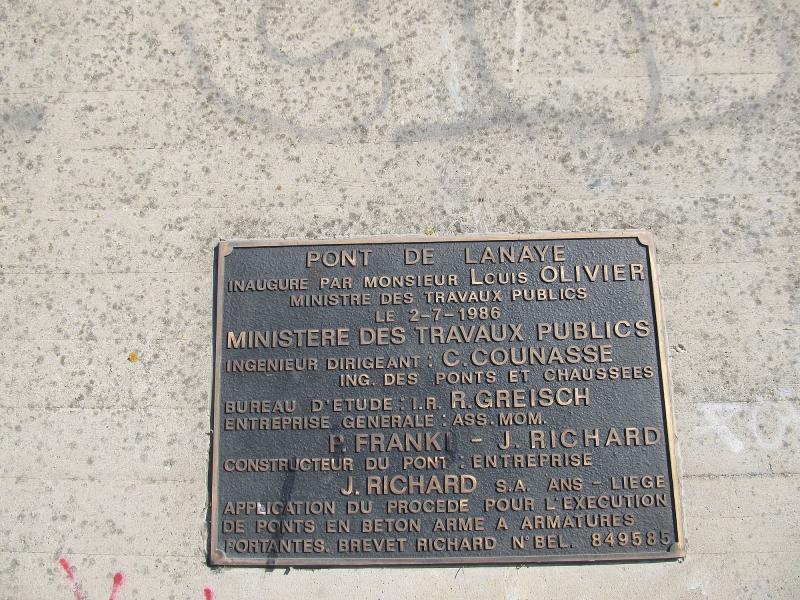 PONT DE LANAYE
INAUGURE PAR MONSIEUR LOUIS OLIVIER
MINISTRE DES TRAVAUX PUBLICS
LE 2-7-1986
MINISTERE DES TRAVAUX PUBLICS
INGENIEUR DIRIGEANT : C. COUNASSE
ING. DES PONTS ET CHAUSSEES
BUREAU D'ETUDE : I.R. R. GREISCH
ENTREPRISE GENERALE : ASS. MOM.
P. FRANKI - J. RICHARD
CONSTRUCTEUR DU PONT : ENTREPRISE
J. RICHARD S.A. ANS - LIEGE
APPLICATION DU PROCEDE POUR L'EXECUTION
DE PONTS EN BETON ARME A ARMATURES
PORTANTES. BREVET RICHARD N° BEL. 849585